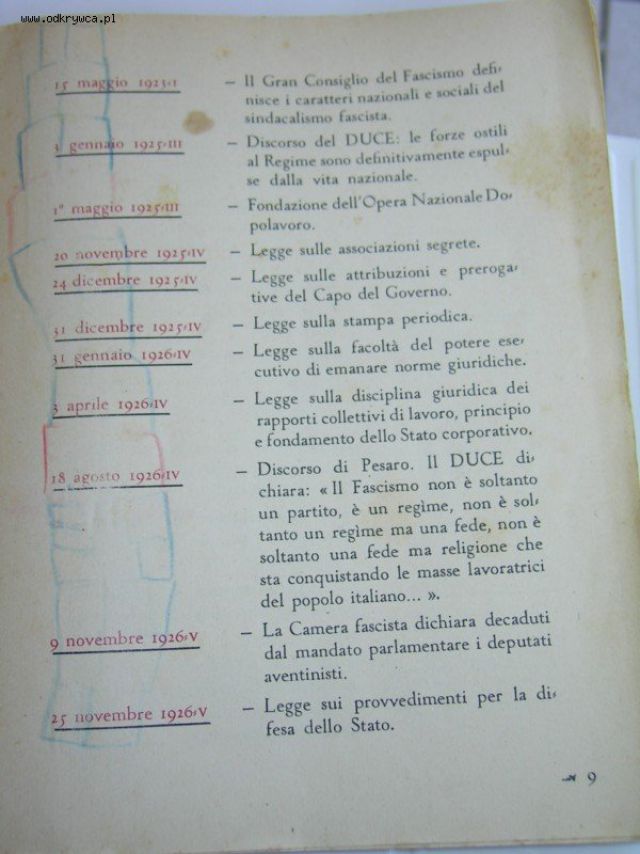 www.odkrywca.pl
15 maggio 1923-I – Il Gran Consiglio del Fascismo defi-
nisce i caratteri nazionali e sociali del
sindacalismo fascista.
3 gennaio 1925-III – Discorso del DUCE: le forze ostili
al Regime sono definitivamente espul-
se dalla vita nazionale.
1° maggio 1925-III – Fondazione dell'Opera Nazionale Do-
polavoro.
20 novembre 1925-IV – Legge sulle associazioni segrete.
24 dicembre 1925-IV – Legge sulle attribuzioni e preroga-
tive del Capo del Governo.
31 dicembre 1925-IV – Legge sulla stampa periodica.
31 gennaio 1926-IV – Legge sulla facoltà del potere ese-
cutivo di emanare norme giuridiche.
3 aprile 1926-IV – Legge sulla disciplina giuridica dei
rapporti collettivi di lavoro, principio
e fondamento dello Stato corporativo.
18 agosto 1926-IV – Discorso di Pesaro. Il DUCE di-
chiara: « Il Fascismo non è soltanto
un partito, è un regìme, non è sol-
tanto un regìme ma una fede, non è
soltanto una fede ma religione che
sta conquistando le masse lavoratrici
del popolo italiano... ».
9 novembre 1926-V – La Camera fascista dichiara decaduti
dal mandato parlamentare i deputati
aventinisti.
25 novembre 1926-V – Legge sui provvedimenti per la di-
fesa dello Stato.
9